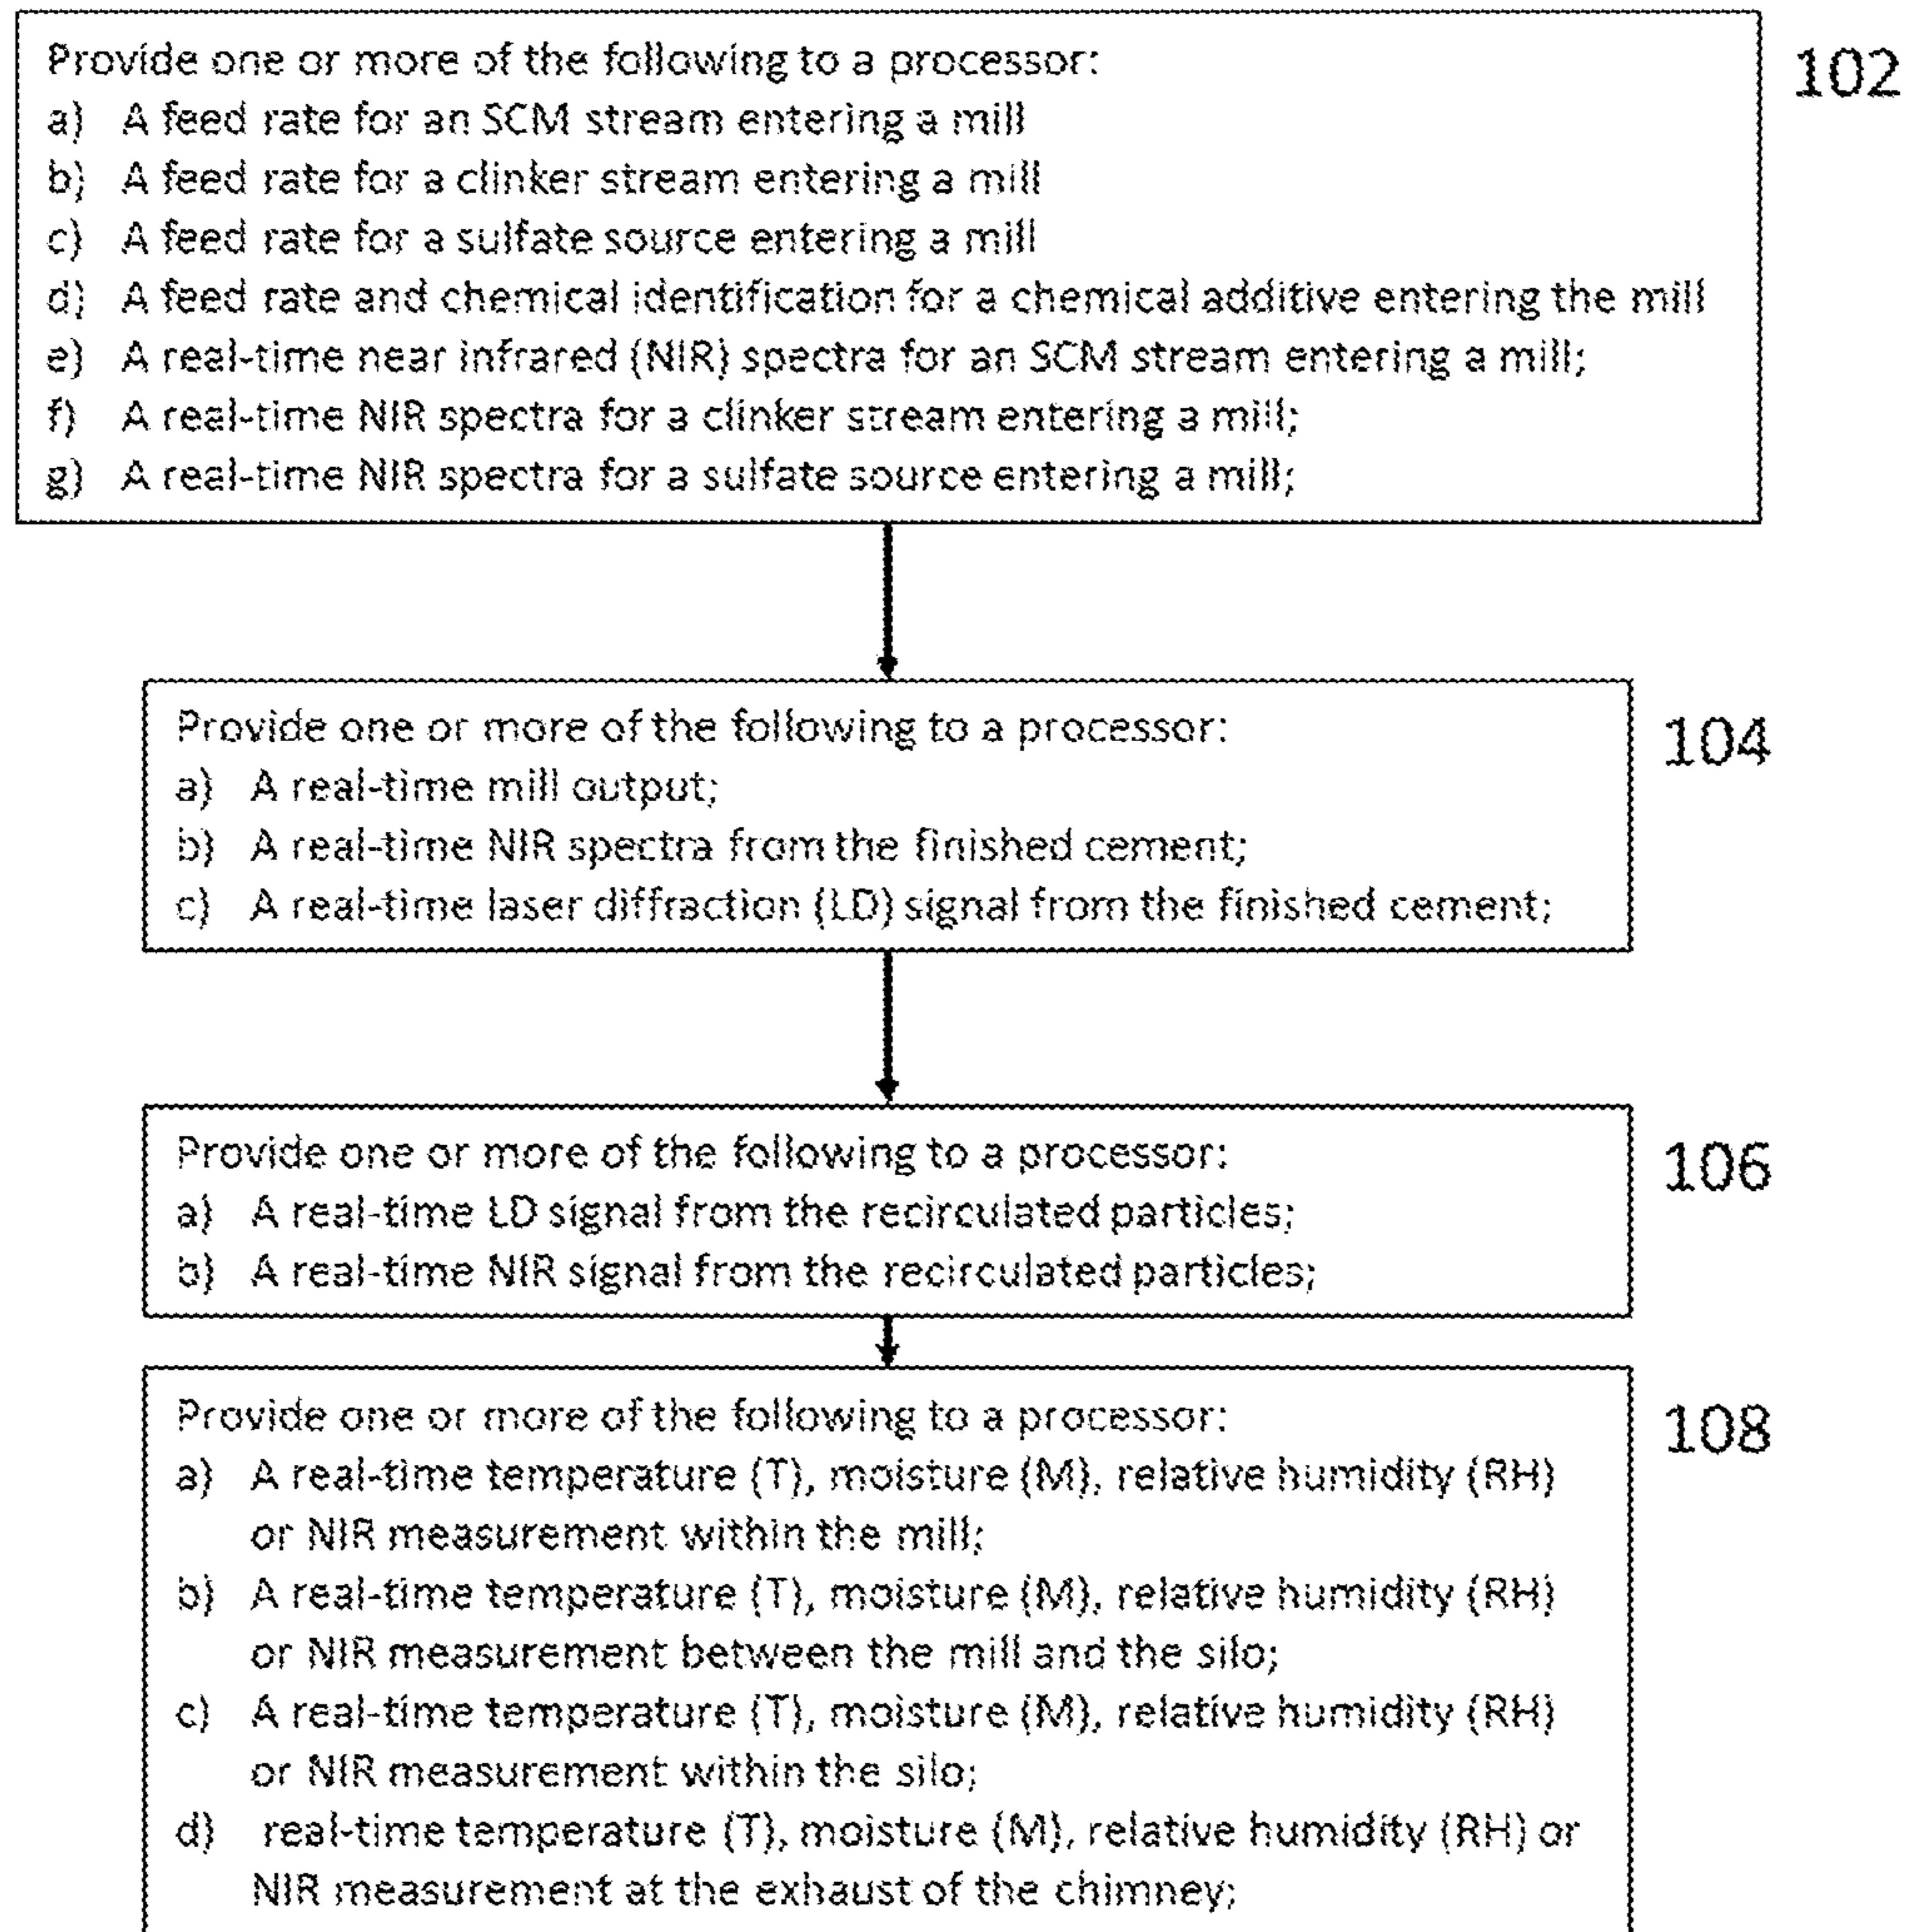 Provide one or more of the following to a processor:
102
a) A feed rate for an SCM stream entering a mill
b) A feed rate for a clinker stream entering a mill
c) A feed rate for a sulfate source entering a mill
d) A feed rate and chemical identification for a chemical additive entering the mill
e) A real-time near infrared (NIR) spectra for an SCM stream entering a mill;
f) A real-time NIR spectra for a clinker stream entering a mill;
g) A real-time NIR spectra for a sulfate source entering a mill;
Provide one or more of the following to a processor:
104
a) A real-time mill output;
b) A real-time NIR spectra from the finished cement;
c) A real-time laser diffraction (LD) signal from the finished cement;
Provide one or more of the following to a processor:
106
a) A real-time LD signal from the recirculated particles;
b) A real-time NIR signal from the recirculated particles;
Provide one or more of the following to a processor:
108
a) A real-time temperature (T), moisture (M), relative humidity (RH)
or NIR measurement within the mill;
b) A real-time temperature (T), moisture (M), relative humidity (RH)
or NIR measurement between the mill and the silo;
c) A real-time temperature (T), moisture (M), relative humidity (RH)
or NIR measurement within the silo;
d) real-time temperature (T), moisture (M), relative humidity (RH) or
NIR measurement at the exhaust of the chimney;